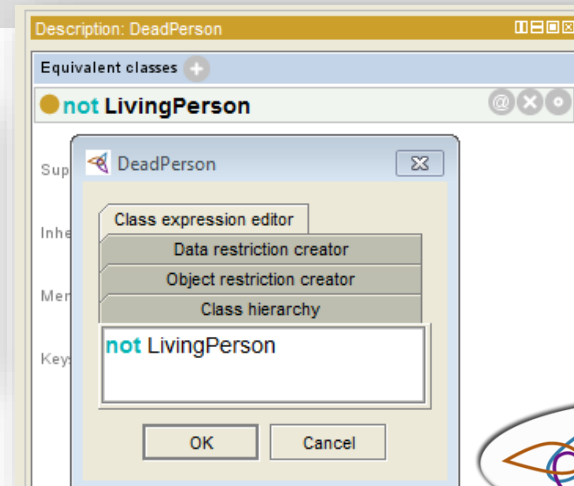 Description: DeadPerson
Equivalent classes
not LivingPerson
Sup
DeadPerson
Inhe
Class expression editor
Data restriction creator
Object restriction creator
Mer
Class hierarchy
not LivingPerson
Key
OK
Cancel